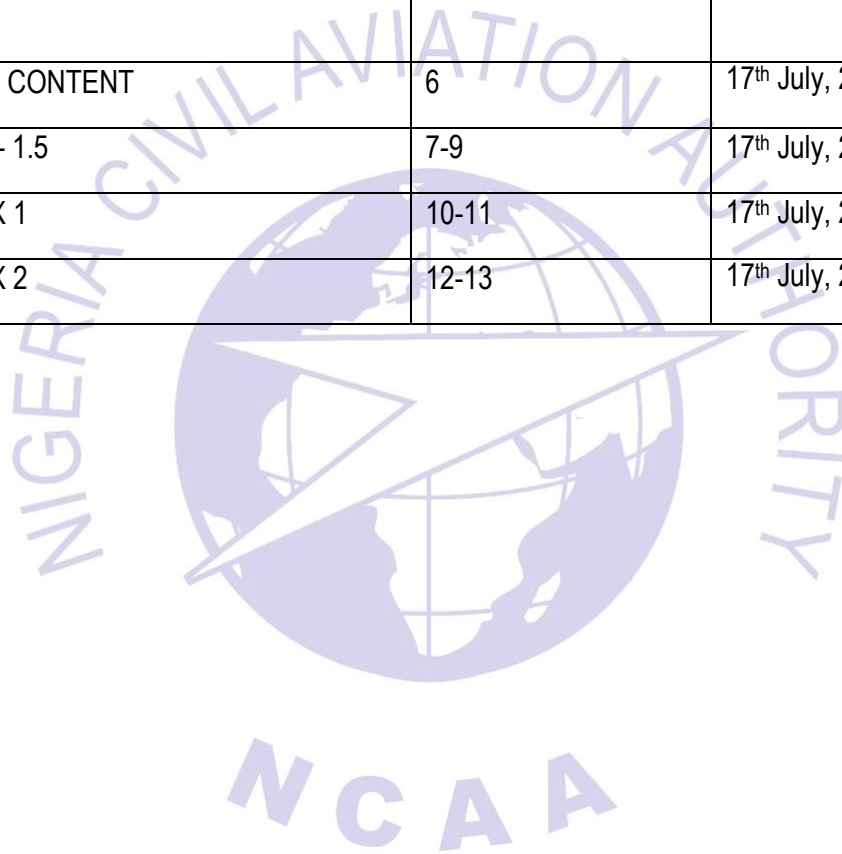 CONTENT 6 17th July, 2
- 1.5 7-9 17th July, 2
X 1 10-11 17th July, 2
X 2 12-13 17th July, 2
NIGERIA CIVIL AVIATION AUTHORITY
NCAA